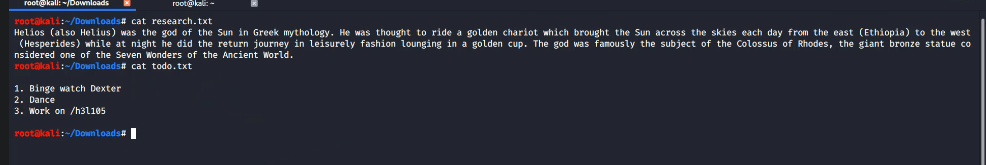 root@kali: ~/Downloads root@kali: ~
root@kali:~/Downloads# cat research.txt
Helios (also Helius) was the god of the Sun in Greek mythology. He was thought to ride a golden chariot which brought the Sun across the skies each day from the east (Ethiopia) to the west
(Hesperides) while at night he did the return journey in leisurely fashion lounging in a golden cup. The god was famously the subject of the Colossus of Rhodes, the giant bronze statue co
nsidered one of the Seven Wonders of the Ancient World.
root@kali:~/Downloads# cat todo.txt
1. Binge watch Dexter
2. Dance
3. Work on /h3l105
root@kali:~/Downloads#